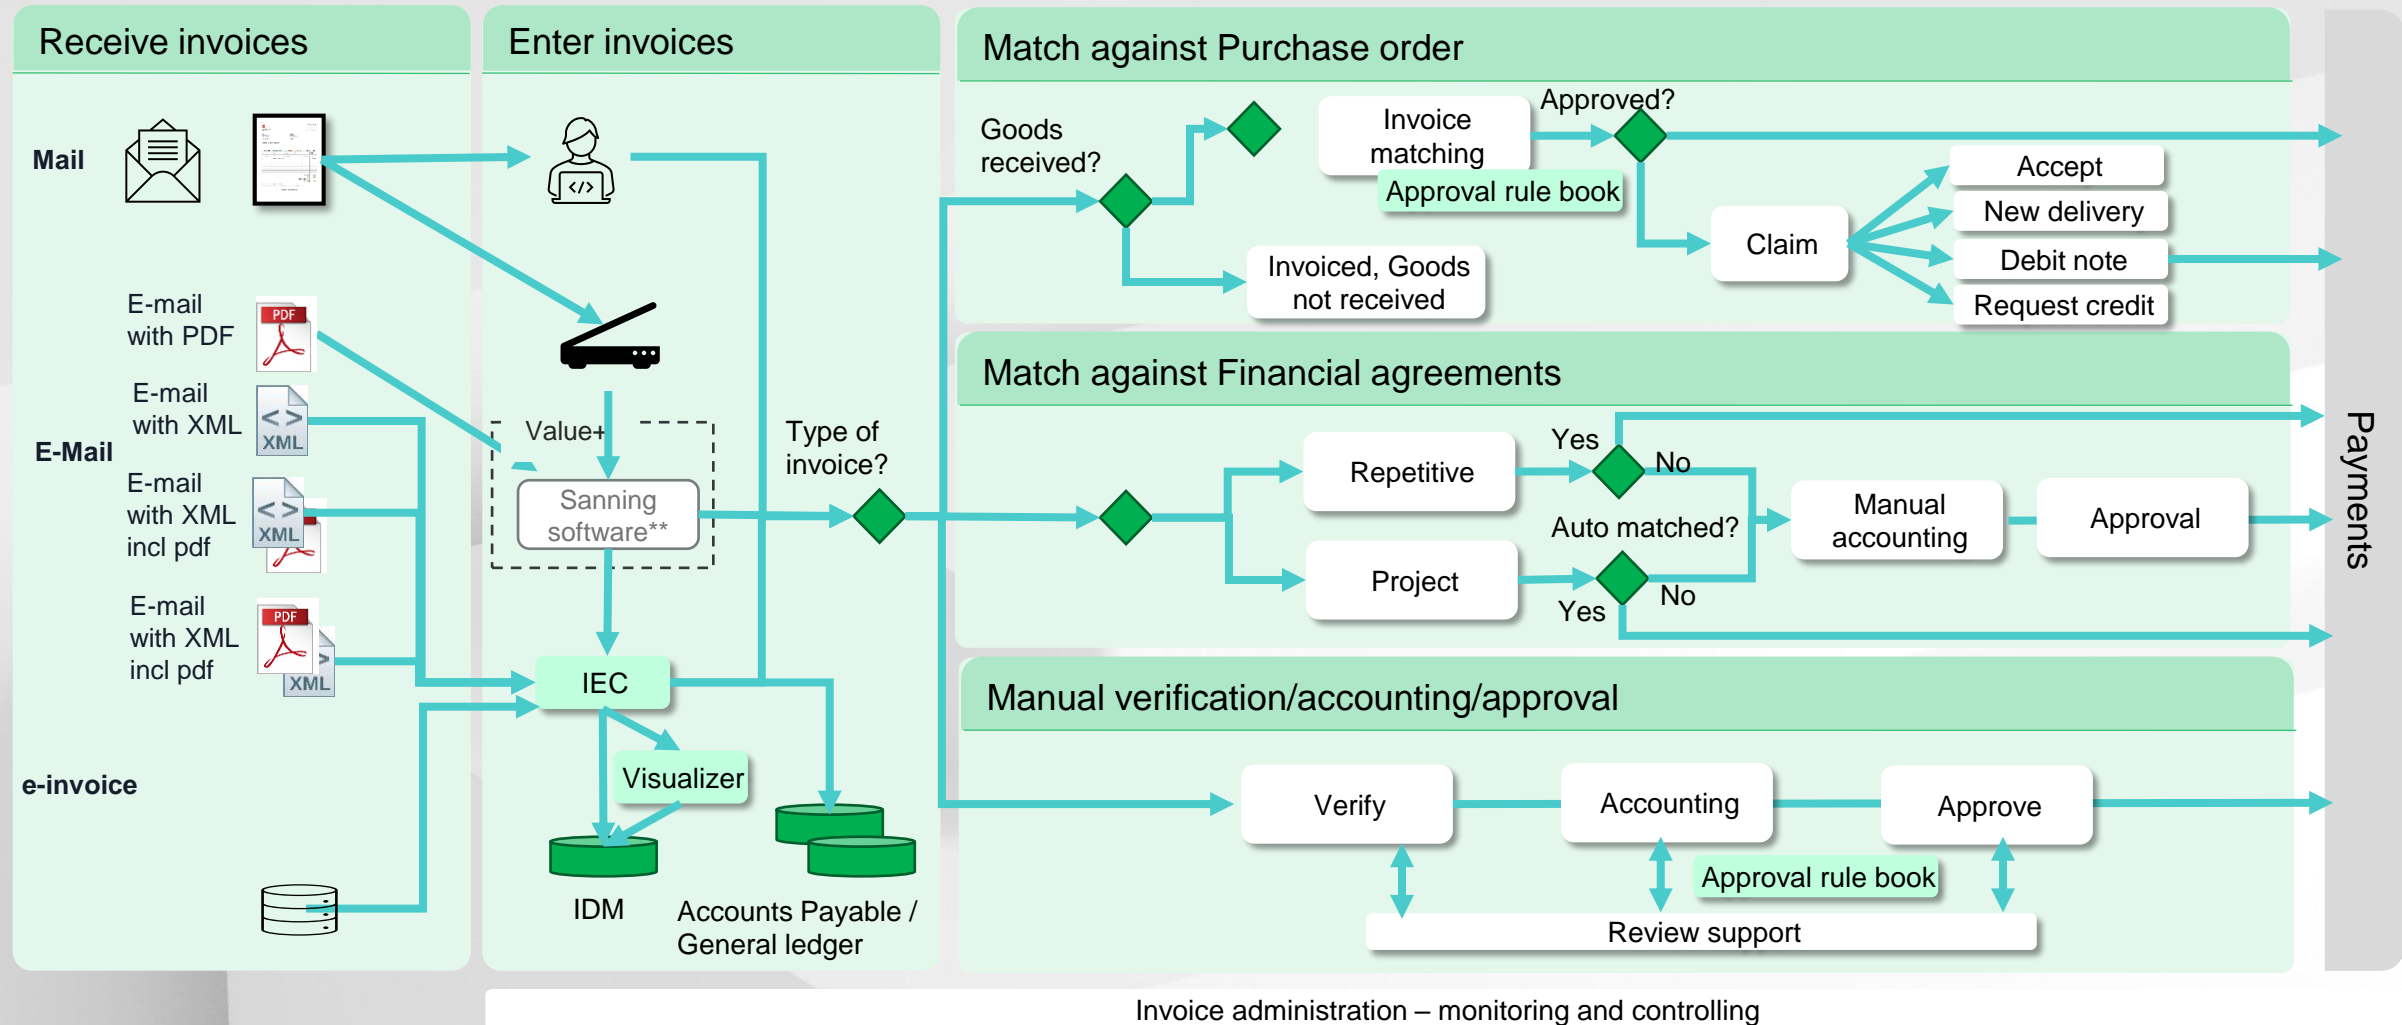 Receive invoices
Enter invoices
Match against Purchase order
Mail
E-mail
with PDF
E-mail
with XML
E-Mail
E-mail
with XML
incl pdf
E-mail
with XML
incl pdf
e-invoice
PDF
< >
XML
< >
XML
PDF
>
XML
</>
Value+
Sanning
software**
IEC
Visualizer
IDM
Accounts Payable /
General ledger
Type of
invoice?
Goods
received?
Invoice
matching
Approval rule book
Approved?
Invoiced, Goods
not received
Claim
Accept
New delivery
Debit note
Request credit
Match against Financial agreements
Repetitive
Project
Yes
No
Auto matched?
Yes
No
Manual
accounting
Approval
Manual verification/accounting/approval
Verify
Accounting
Approve
Approval rule book
Review support
Payments
Invoice administration – monitoring and controlling